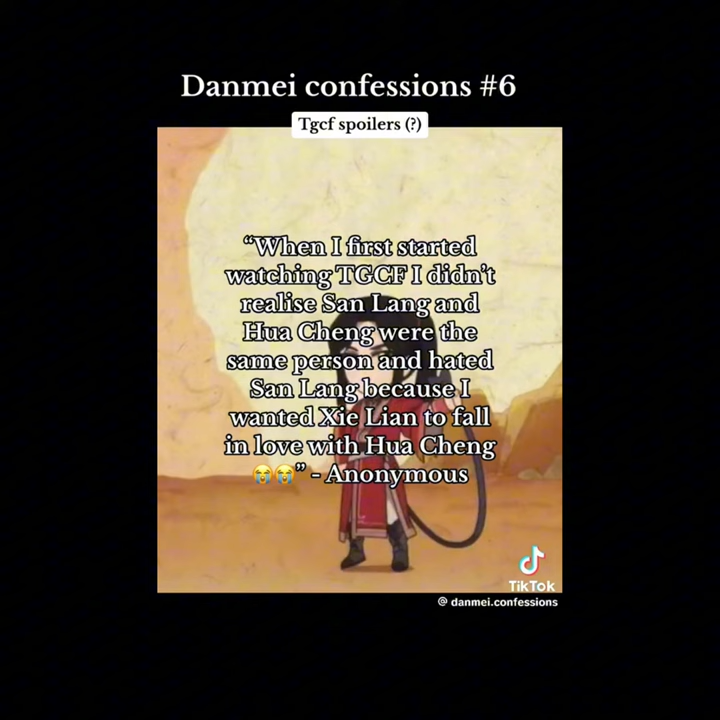 Danmei confessions #6
Tgcf spoilers (?)
“When I first started
watching TGCF I didn't
realise San Lang and
Hua Cheng were the
same person and hated
San Lang because I
wanted Xie Lian to fall
in love with Hua Cheng
😭😭” - Anonymous
TikTok
@ danmei.confessions